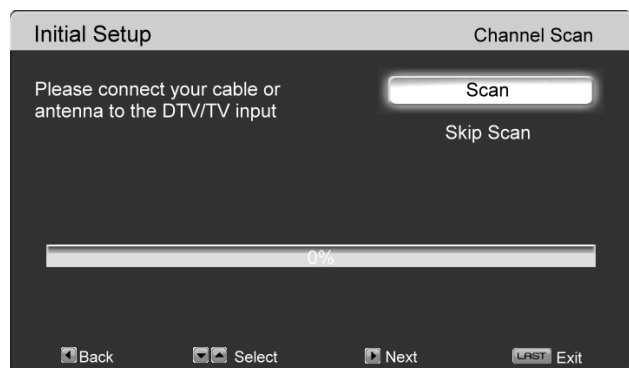 Initial Setup Channel Scan
Please connect your cable or
antenna to the DTV/TV input
Scan
Skip Scan
0%
Back Select Next LAST Exit